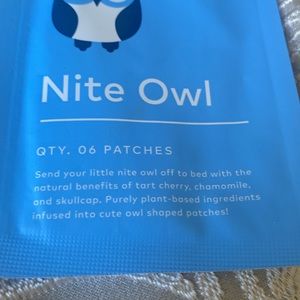 Nite Owl
QTY. 06 PATCHES
Send your little nite owl off to bed with the
natural benefits of tart cherry, chamomile,
and skullcap. Purely plant-based ingredients
infused into cute owl shaped patches!